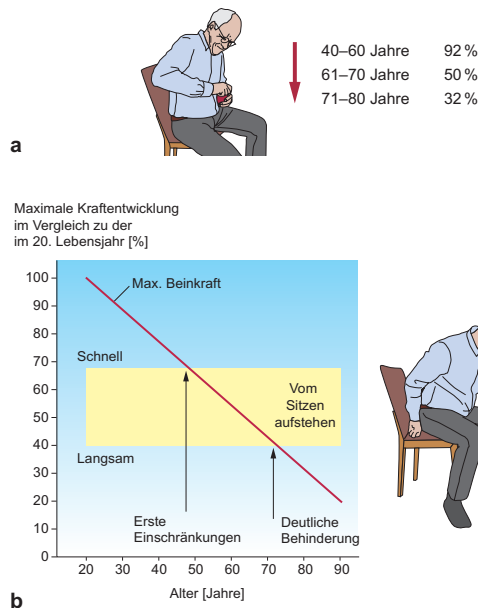 40–60 Jahre 92 %
61–70 Jahre 50 %
71–80 Jahre 32 %
a
Maximale Kraftentwicklung
im Vergleich zu der
im 20. Lebensjahr [%]
100
Max. Beinkraft
90
80
Schnell
70
60
Vom
Sitzen
aufstehen
50
40
Langsam
30
20
10
Erste
Einschränkungen
Deutliche
Behinderung
0
20 30 40 50 60 70 80 90
Alter [Jahre]
b